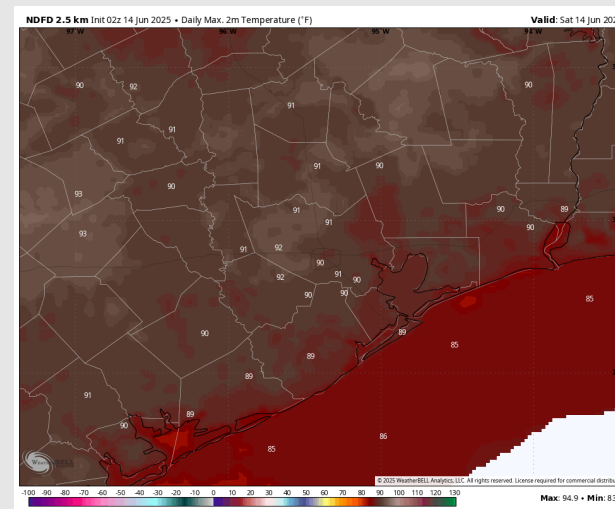 NDFD 2.5 km Init 02z 14 Jun 2025 • Daily Max. 2m Temperature (°F) Valid: Sat 14 Jun 202
97°W 96°W 95°W 94°W
90 92 90
91
91 91
91 90
93 90
91 90 89
91 90
93
91 92 90
92 91 90
90 90
85
90 89
85
89
89
91
89
90
86
85
WeatherBELL
© 2025 WeatherBELL Analytics, LLC. All rights reserved. License required for commercial distribu
-100 -90 -80 -70 -60 -50 -40 -30 -20 -10 0 10 20 30 40 50 60 70 80 90 100 110 120 130
Max: 94.9 • Min: 83